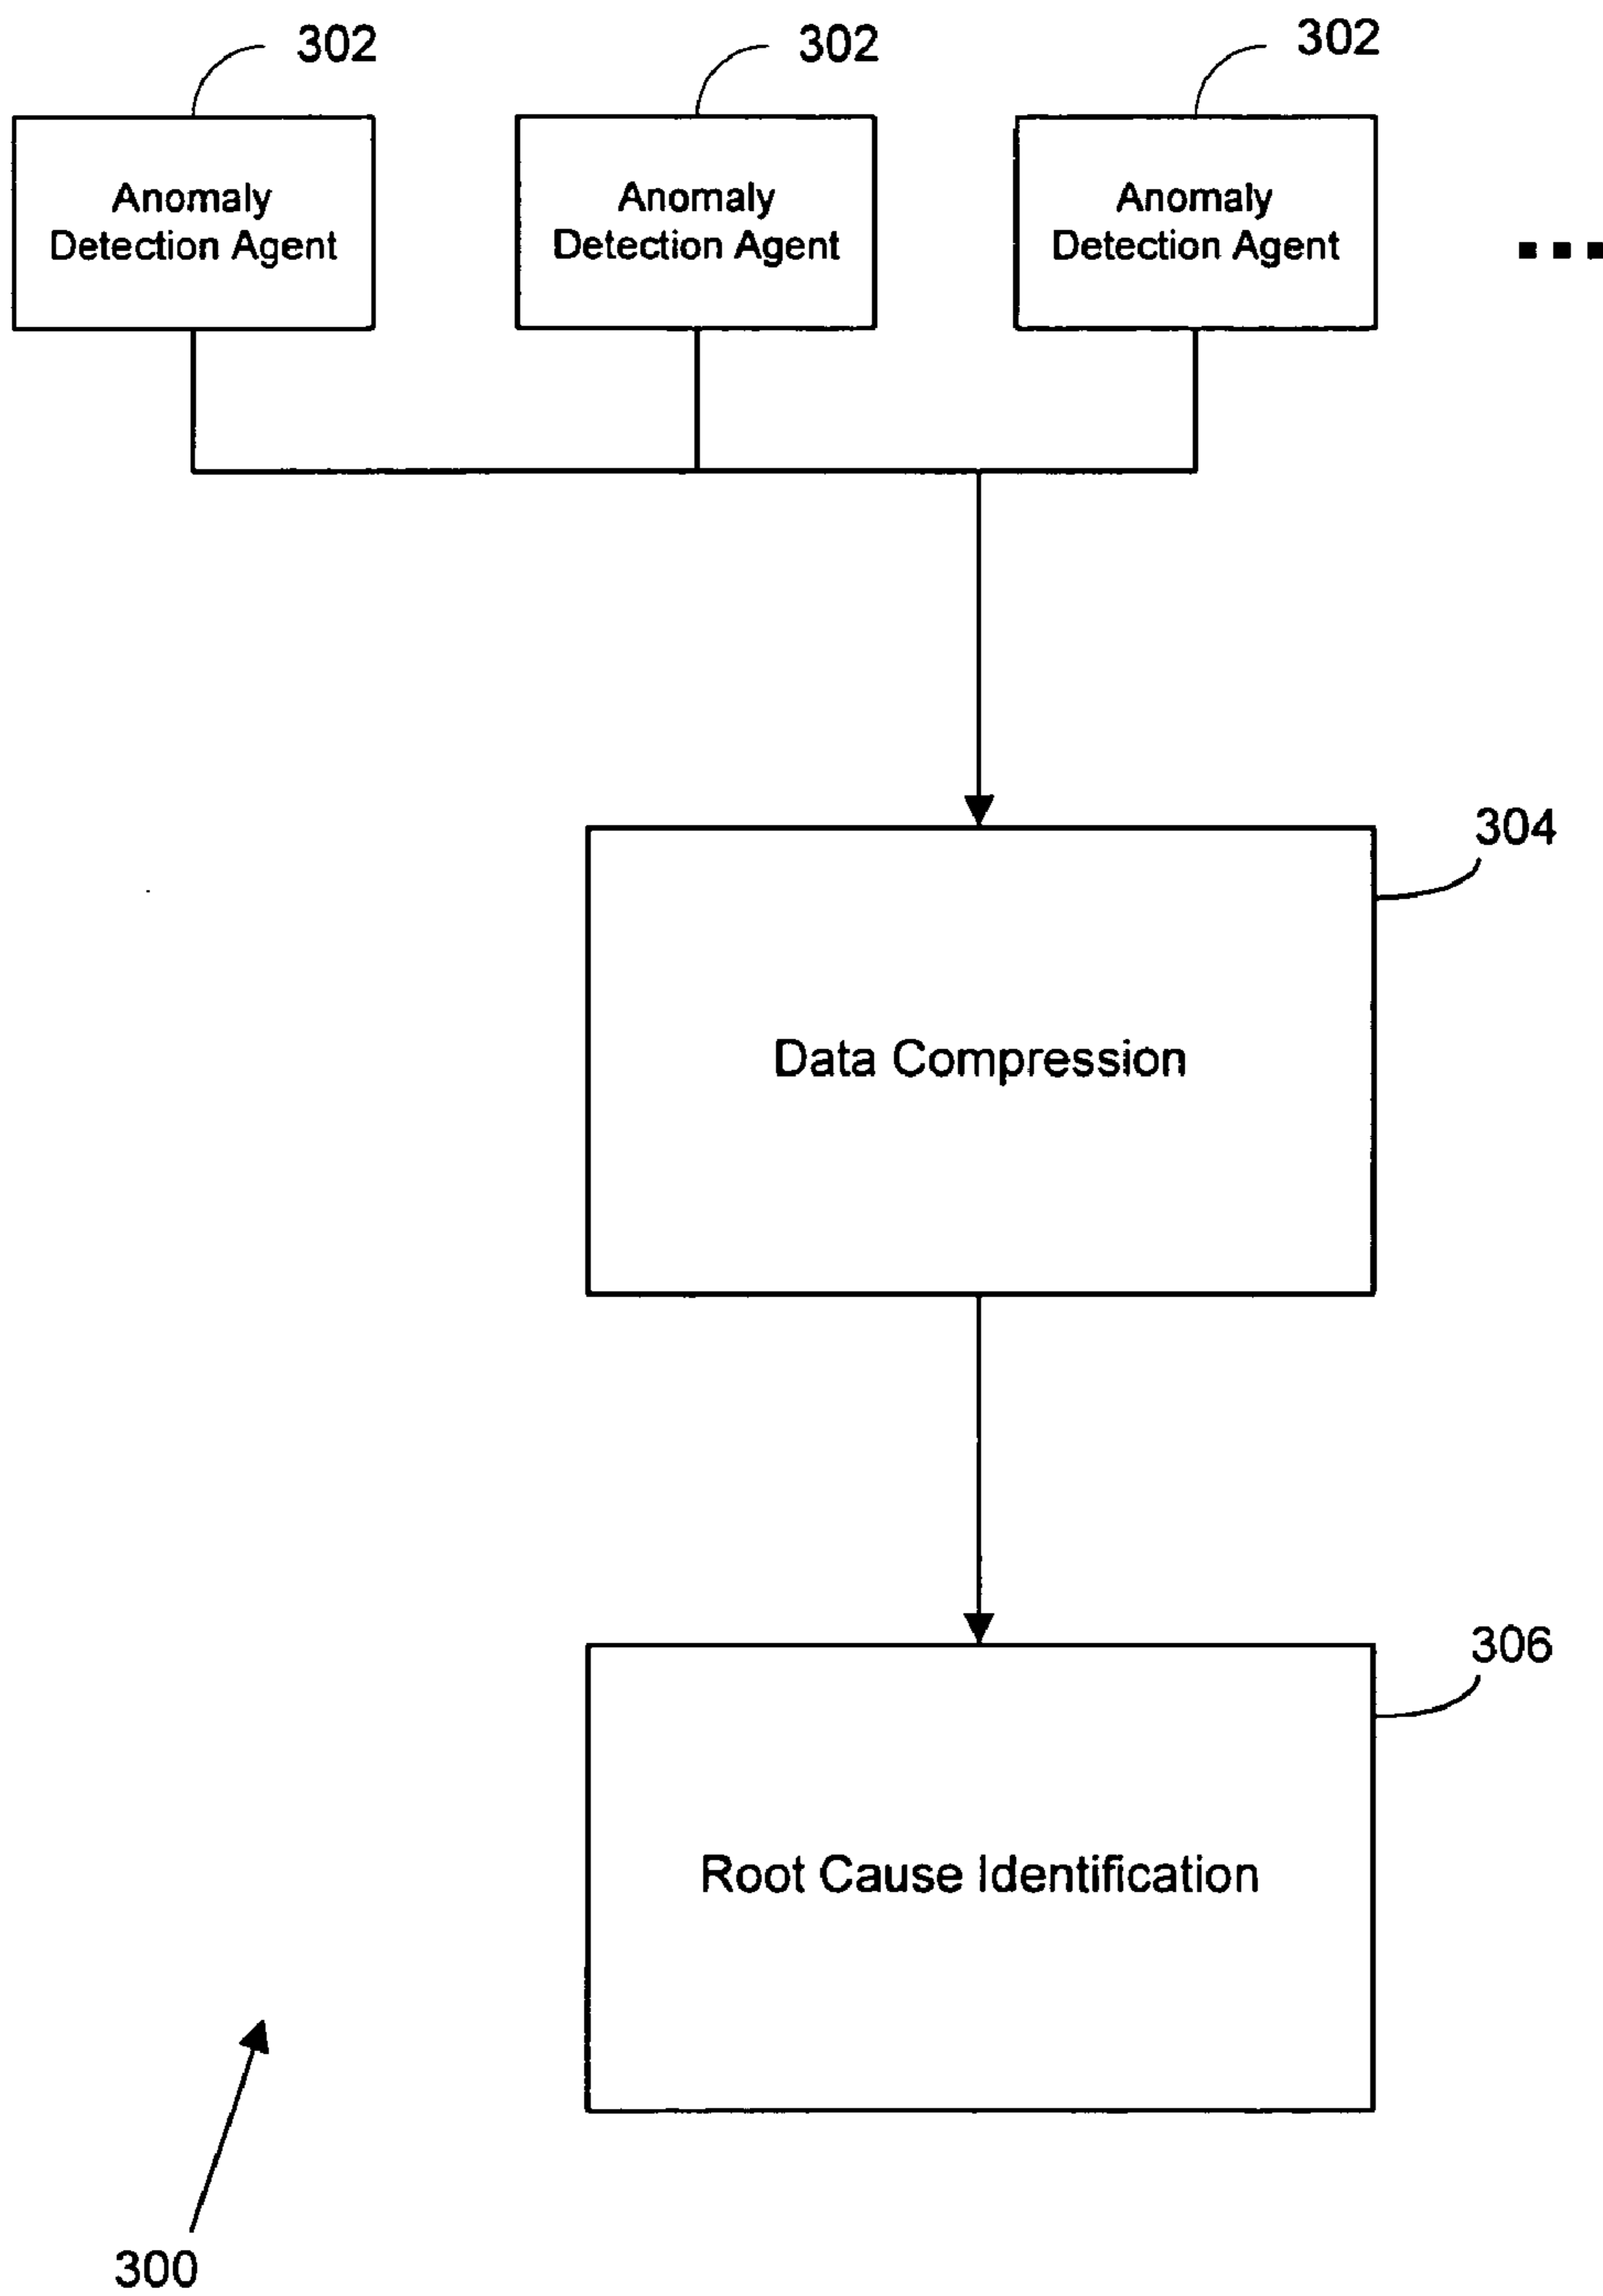 302
302
302
Anomaly
Detection Agent
Anomaly
Detection Agent
Anomaly
Detection Agent
...
304
Data Compression
306
Root Cause Identification
300